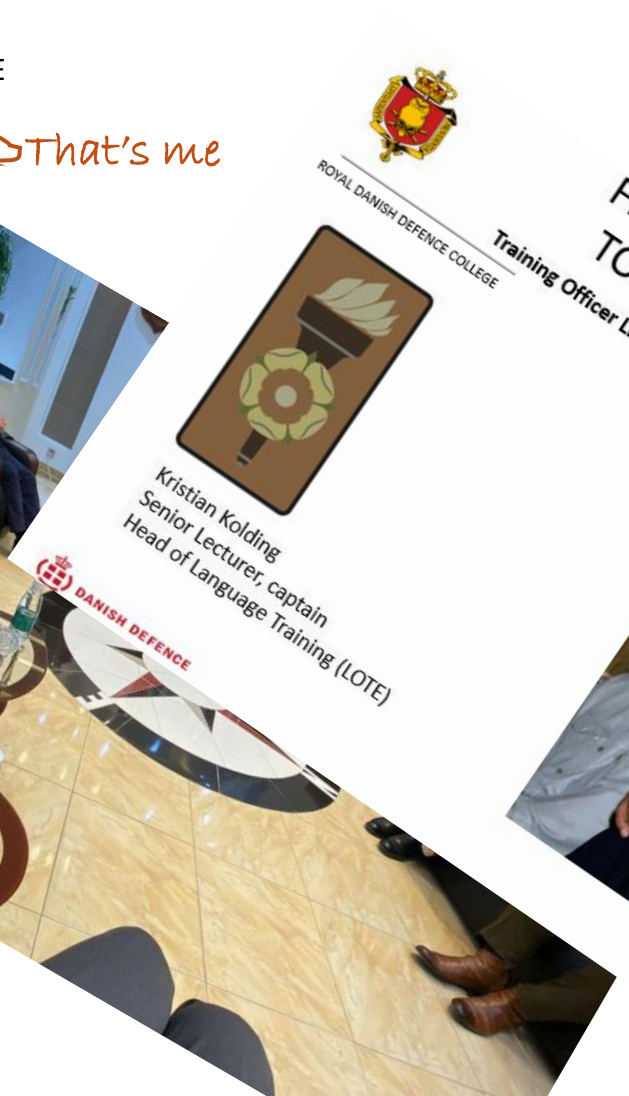 That's me
ROYAL DANISH DEFENCE COLLEGE
TO
Training Officer L
Kristian Kolding
Senior Lecturer, captain
Head of Language Training (LOTE)
DANISH DEFENCE